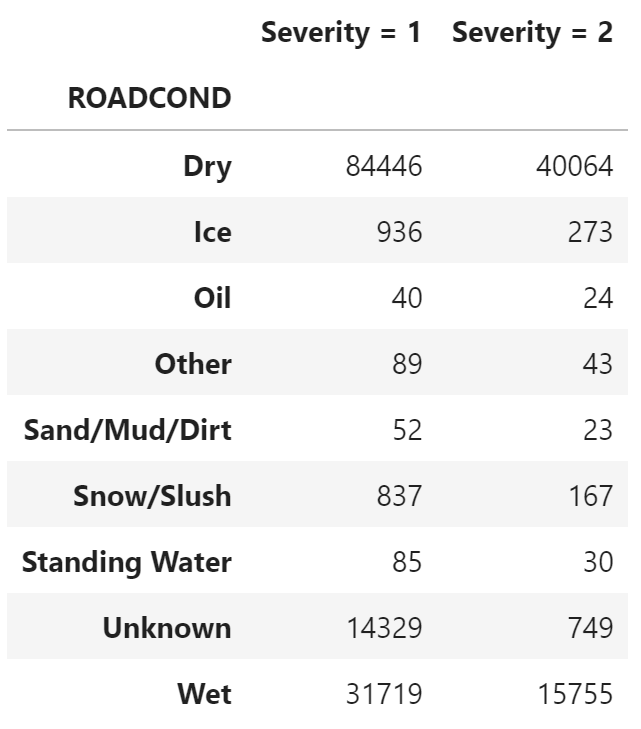 Severity = 1 Severity = 2
ROADCOND
Dry 84446 40064
Ice 936 273
Oil 40 24
Other 89 43
Sand/Mud/Dirt 52 23
Snow/Slush 837 167
Standing Water 85 30
Unknown 14329 749
Wet 31719 15755